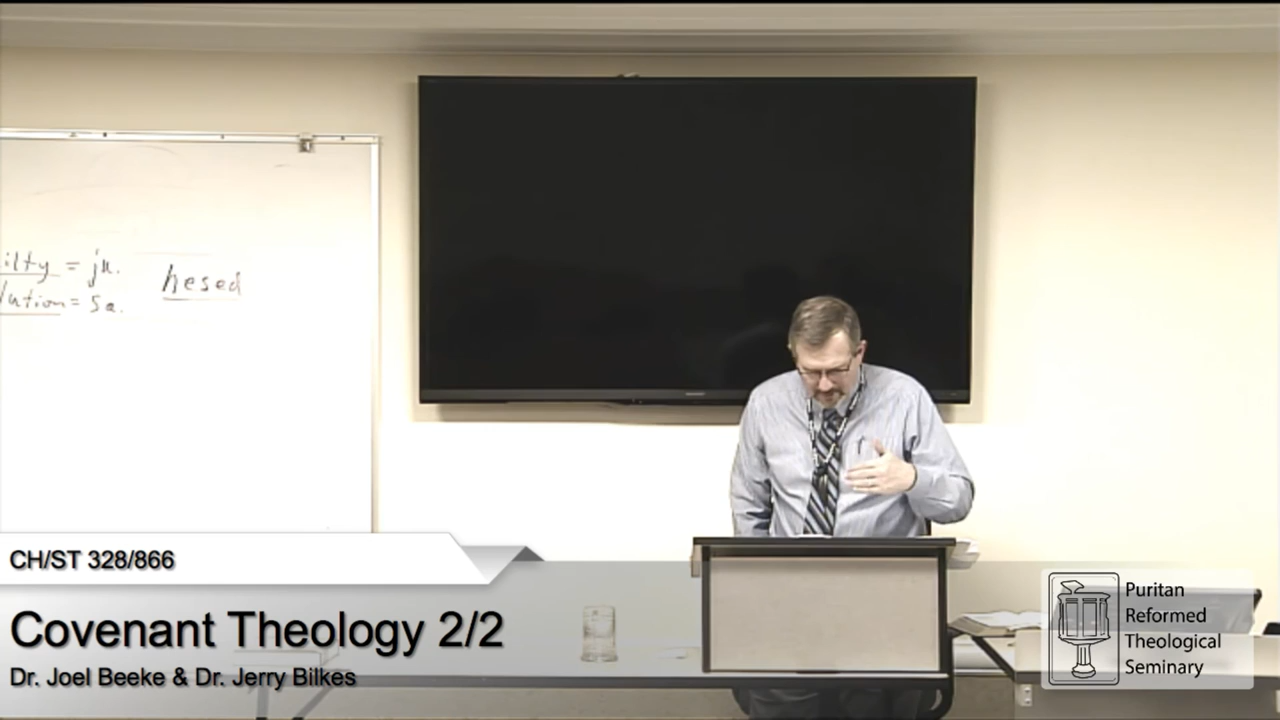 ilty = ju.
hesed
lution = sa.
CH/ST 328/866
Covenant Theology 2/2
Dr. Joel Beeke & Dr. Jerry Bilkes
Puritan
Reformed
Theological
Seminary